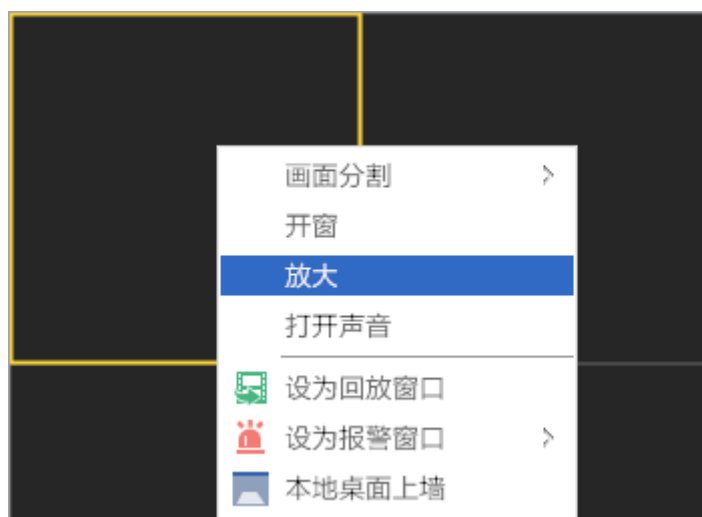 画面分割
开窗
放大
打开声音
设为回放窗口
设为报警窗口
本地桌面上墙